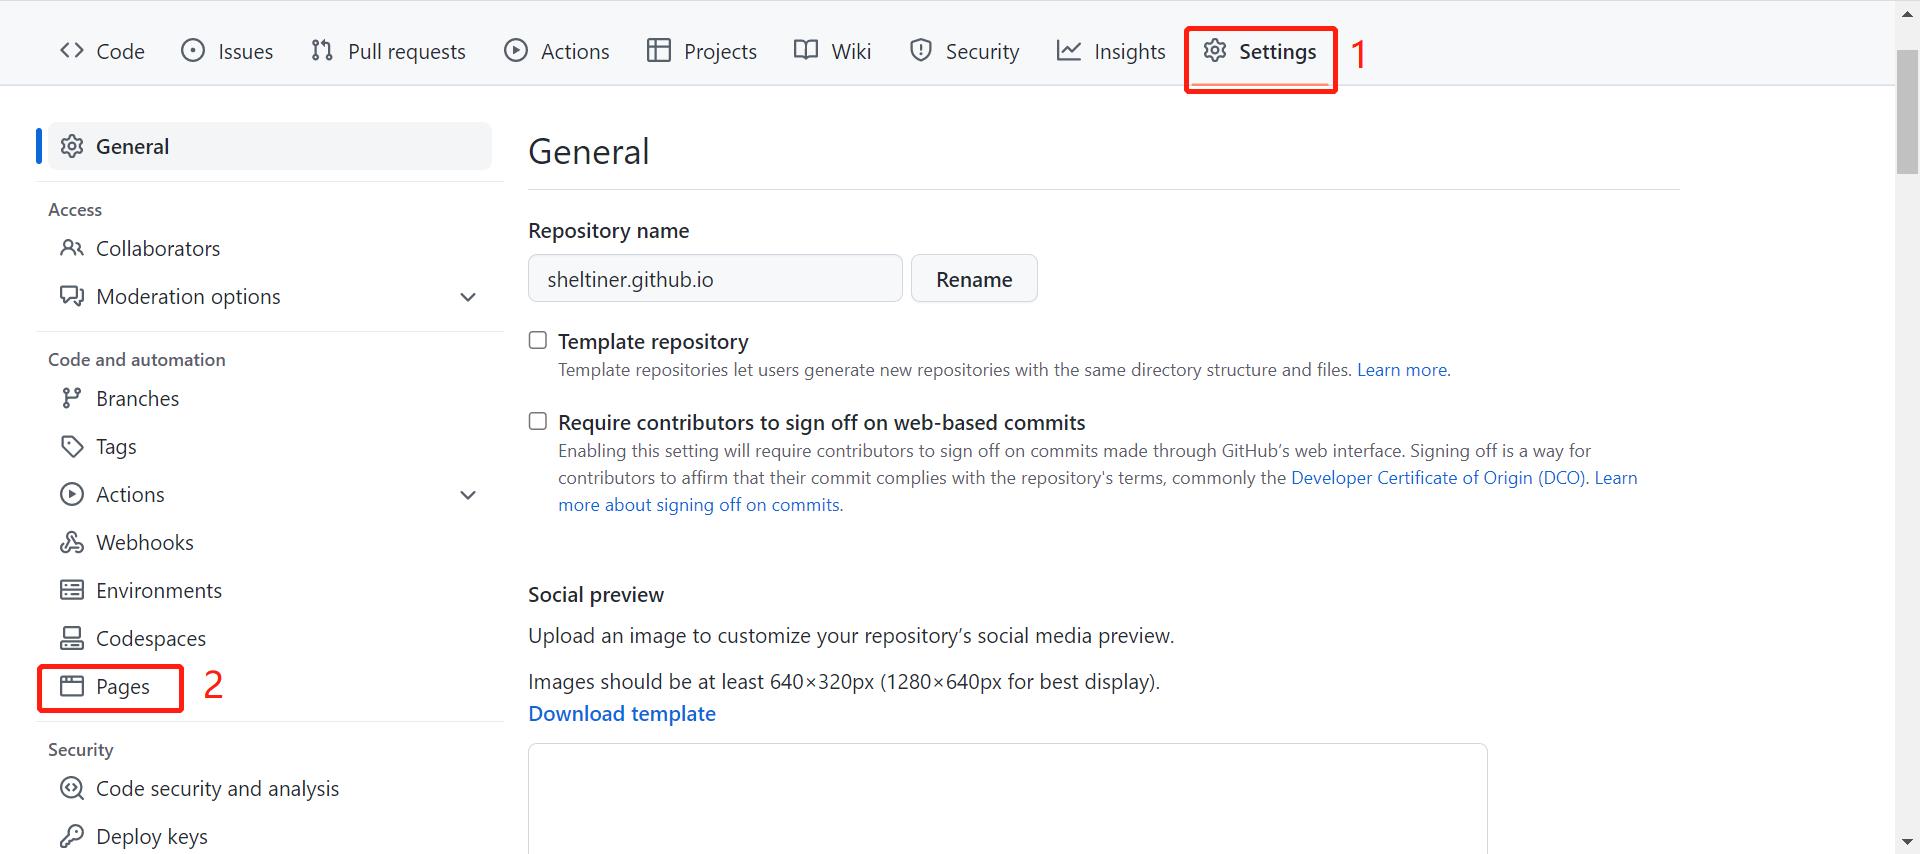 Code Issues Pull requests Actions Projects Wiki Security Insights Settings 1
General
Access
Collaborators
Moderation options
Code and automation
Branches
Tags
Actions
Webhooks
Environments
Codespaces
Pages 2
Security
Code security and analysis
Deploy keys
General
Repository name
sheltiner.github.io Rename
Template repository
Template repositories let users generate new repositories with the same directory structure and files. Learn more.
Require contributors to sign off on web-based commits
Enabling this setting will require contributors to sign off on commits made through GitHub’s web interface. Signing off is a way for
contributors to affirm that their commit complies with the repository's terms, commonly the Developer Certificate of Origin (DCO). Learn
more about signing off on commits.
Social preview
Upload an image to customize your repository’s social media preview.
Images should be at least 640×320px (1280×640px for best display).
Download template